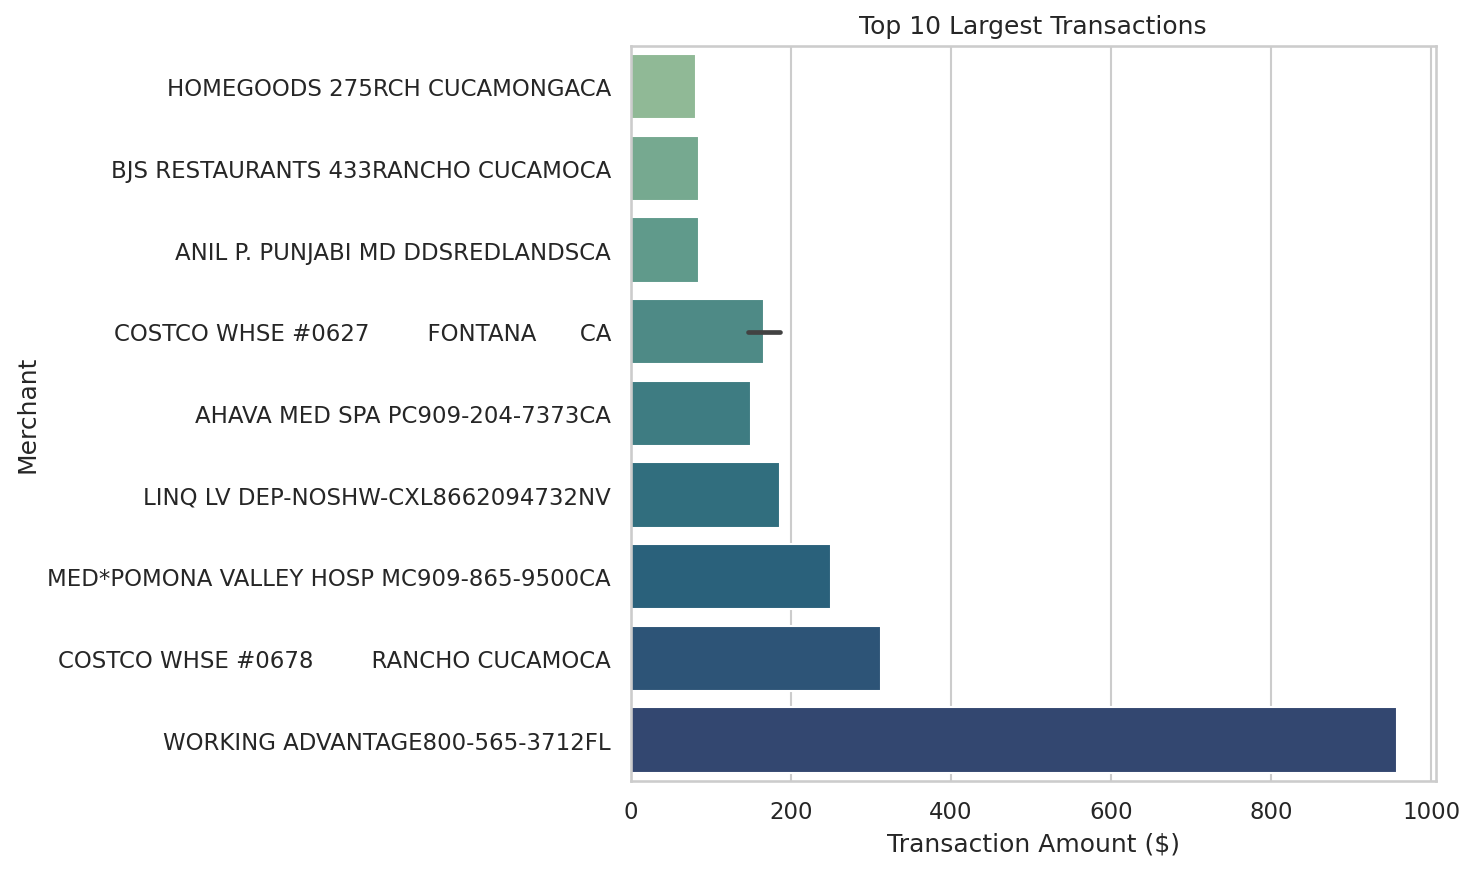 Top 10 Largest Transactions
HOMEGOODS 275RCH CUCAMONGACA
BJS RESTAURANTS 433RANCHO CUCAMOCA
ANIL P. PUNJABI MD DDSREDLANDSCA
COSTCO WHSE #0627        FONTANA      CA
AHAVA MED SPA PC909-204-7373CA
LINQ LV DEP-NOSHW-CXL8662094732NV
MED*POMONA VALLEY HOSP MC909-865-9500CA
COSTCO WHSE #0678        RANCHO CUCAMOCA
WORKING ADVANTAGE800-565-3712FL
Merchant
0 200 400 600 800 1000
Transaction Amount ($)